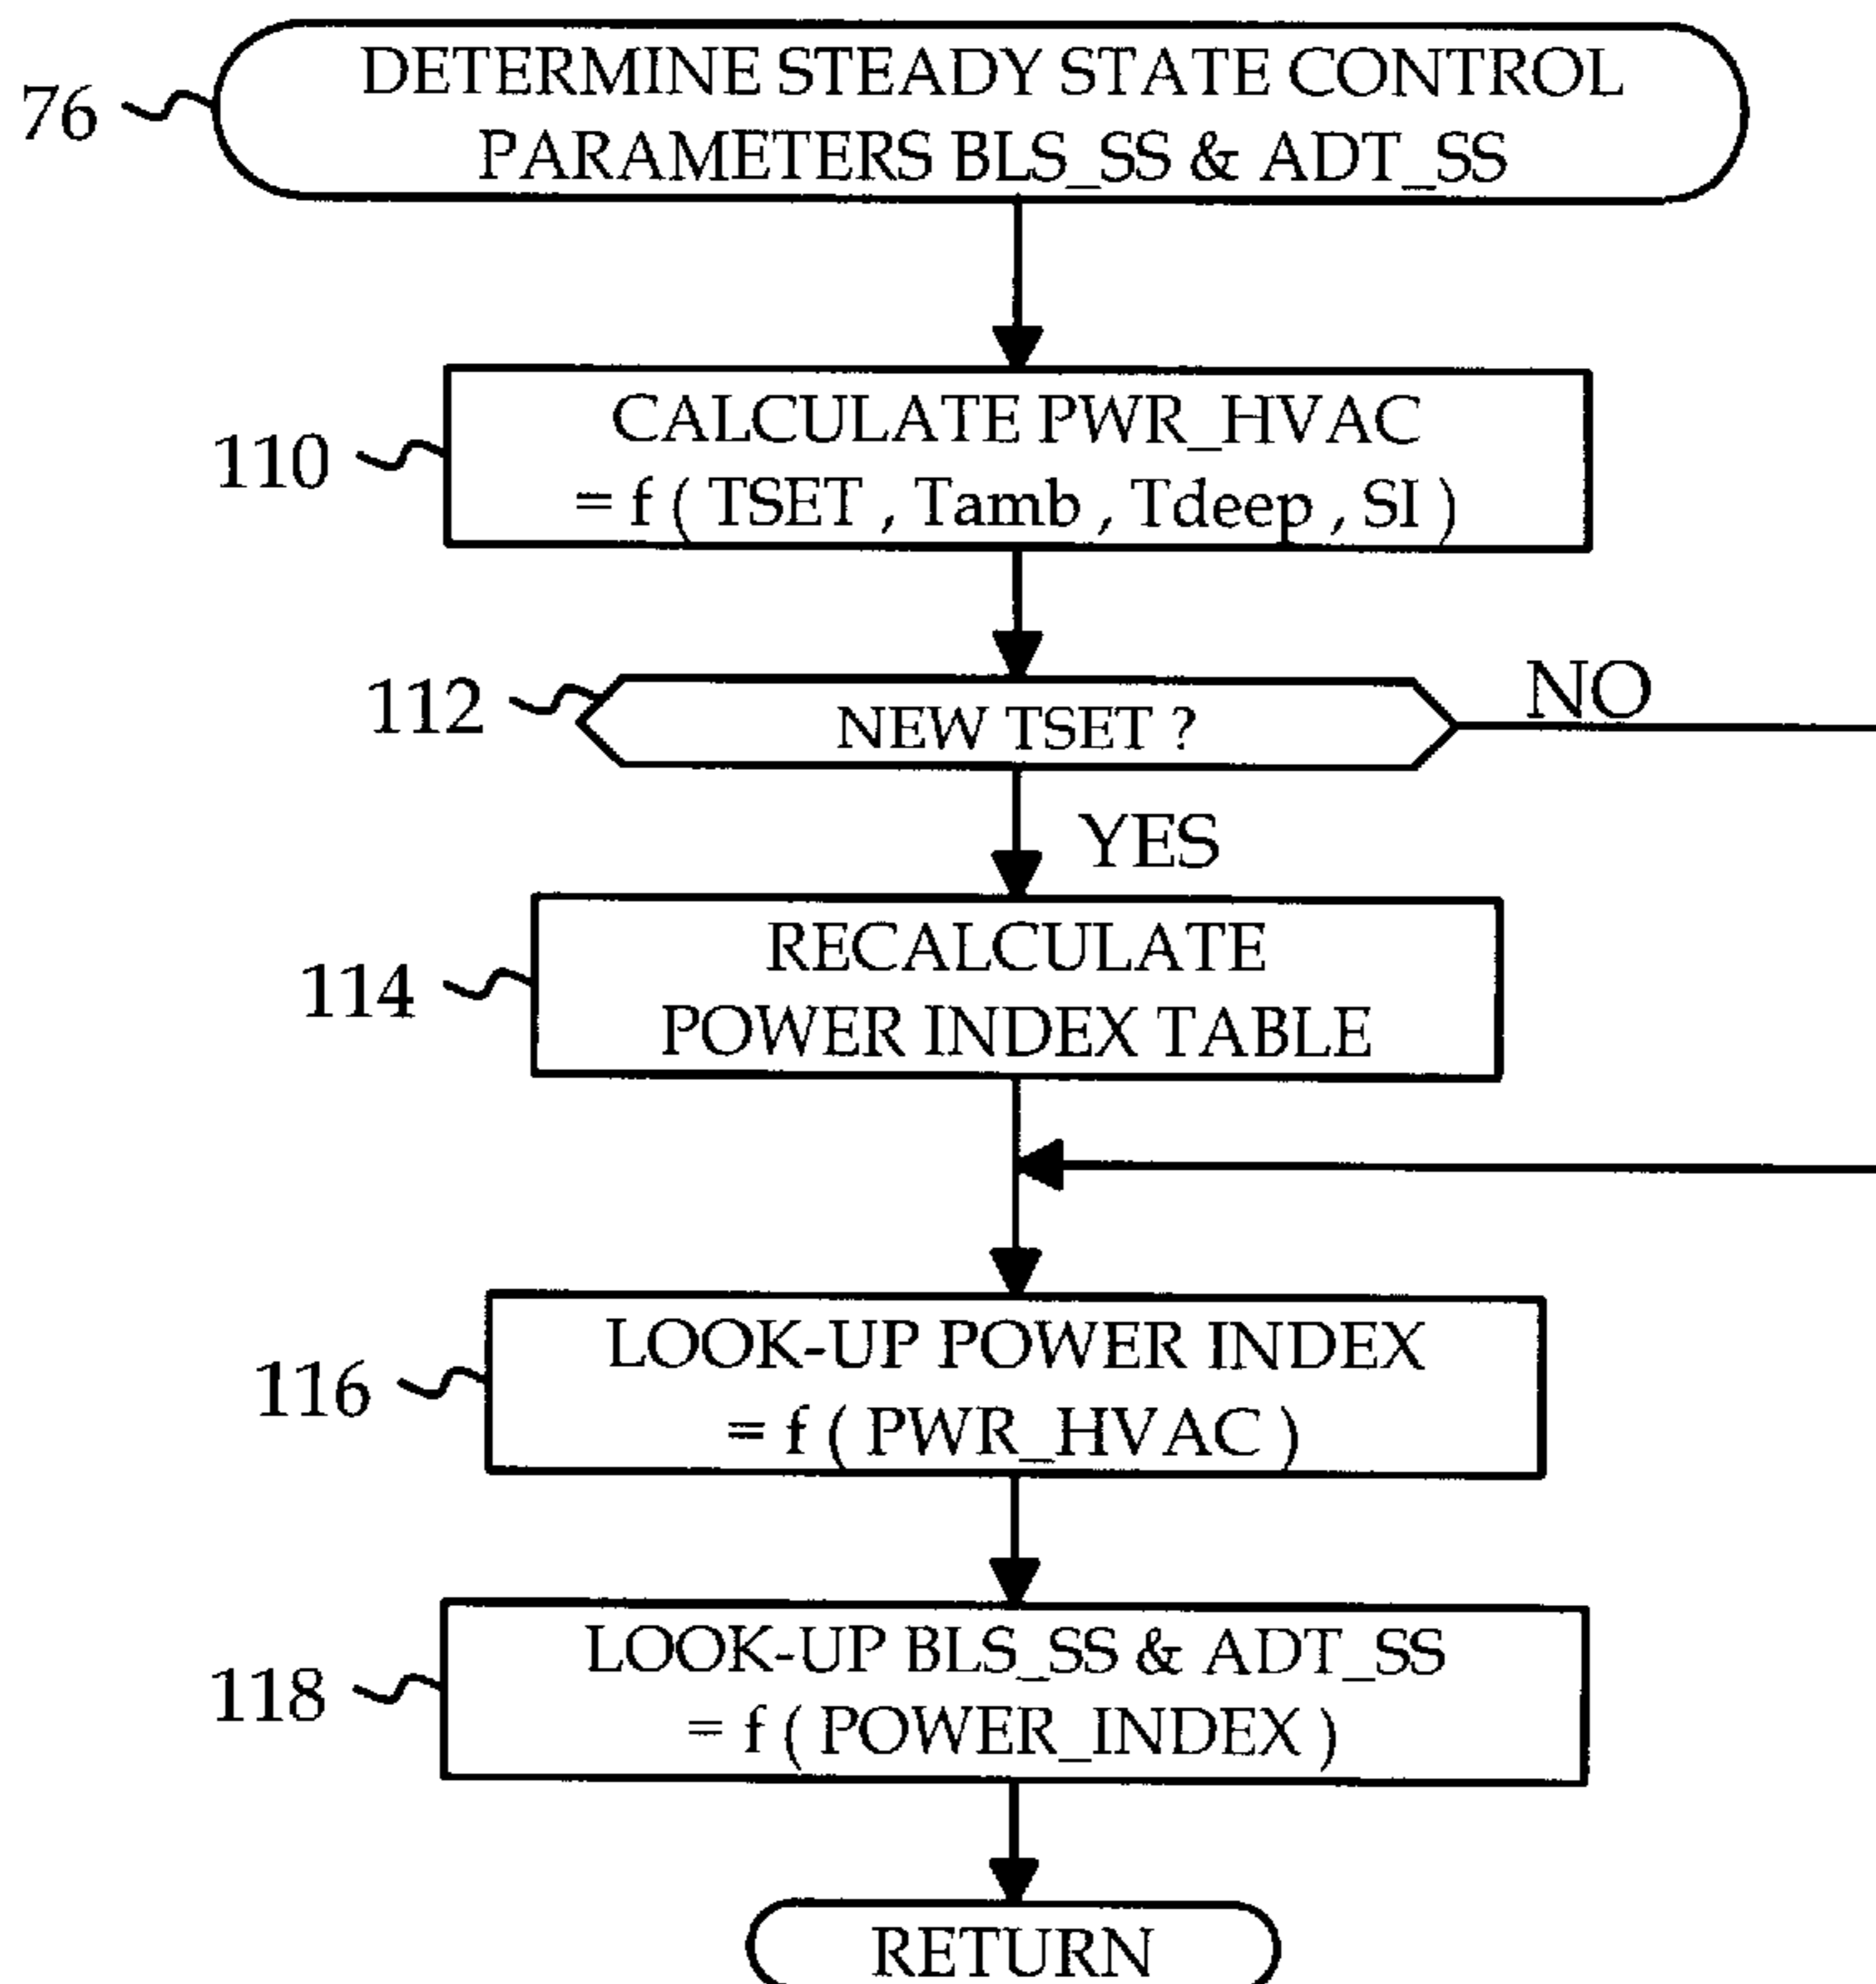 76
DETERMINE STEADY STATE CONTROL
PARAMETERS BLS_SS & ADT_SS
110
CALCULATE PWR_HVAC
= f ( TSET , Tamb , Tdeep , SI )
112
NEW TSET ?
NO
YES
114
RECALCULATE
POWER INDEX TABLE
116
LOOK-UP POWER INDEX
= f ( PWR_HVAC )
118
LOOK-UP BLS_SS & ADT_SS
= f ( POWER_INDEX )
RETURN